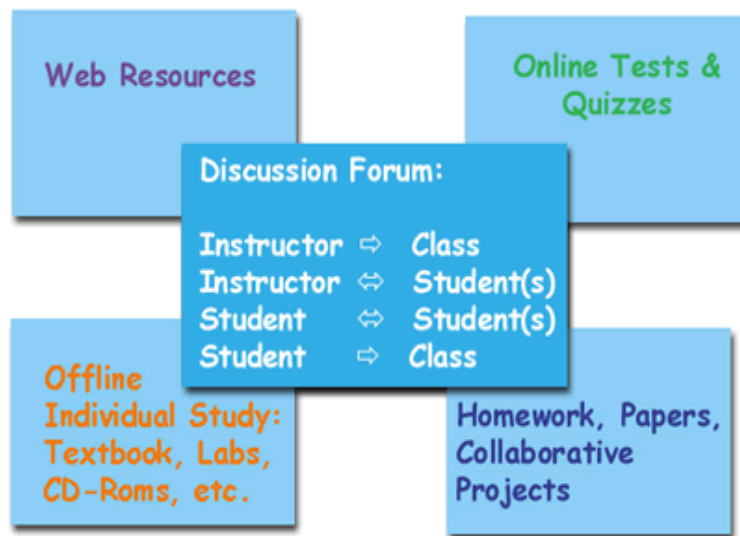 Web Resources
Online Tests &
Quizzes
Discussion Forum:
Instructor ⇨ Class
Instructor ⬄ Student(s)
Student ⬄ Student(s)
Student ⇨ Class
Offline
Individual Study:
Textbook, Labs,
CD-Roms, etc.
Homework, Papers,
Collaborative
Projects